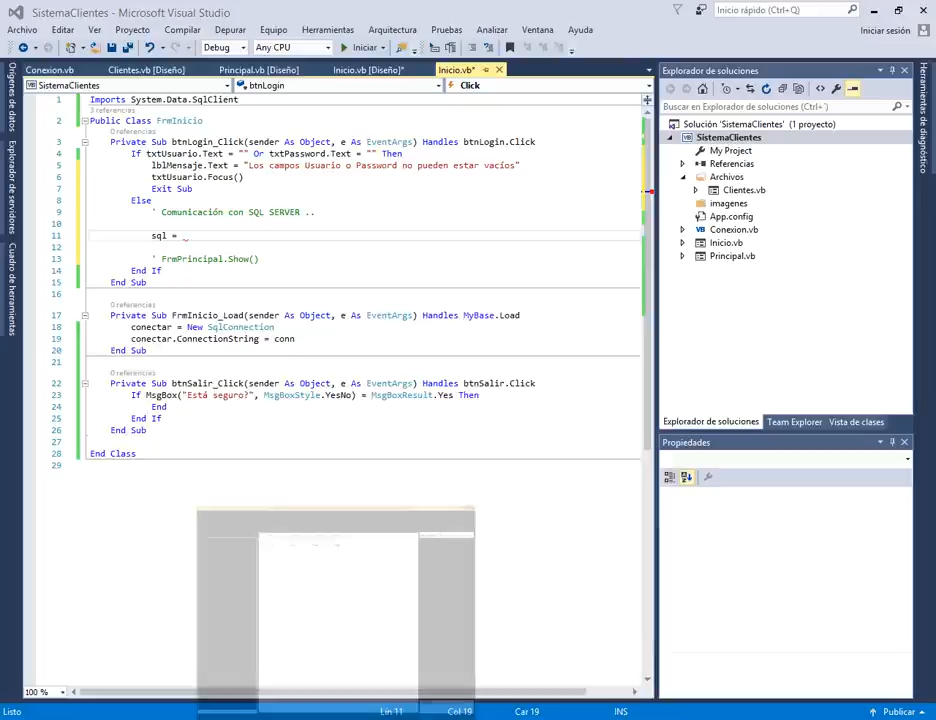 SistemaClientes - Microsoft Visual Studio
Inicio rápido (Ctrl+Q)
Archivo Editar Ver Proyecto Compilar Depurar Equipo Herramientas Arquitectura Pruebas Analizar Ventana Ayuda
Iniciar sesión
Debug Any CPU Iniciar
Conexion.vb Clientes.vb [Diseño] Principal.vb [Diseño] Inicio.vb [Diseño]* Inicio.vb*
SistemaClientes btnLogin Click
1 Imports System.Data.SqlClient
3 referencias
2 Public Class FrmInicio
0 referencias
3 Private Sub btnLogin_Click(sender As Object, e As EventArgs) Handles btnLogin.Click
4 If txtUsuario.Text = "" Or txtPassword.Text = "" Then
5 lblMensaje.Text = "Los campos Usuario o Password no pueden estar vacíos"
6 txtUsuario.Focus()
7 Exit Sub
8 Else
9 ' Comunicación con SQL SERVER ..
10
11 sql =
12
13 ' FrmPrincipal.Show()
14 End If
15 End Sub
16
0 referencias
17 Private Sub FrmInicio_Load(sender As Object, e As EventArgs) Handles MyBase.Load
18 conectar = New SqlConnection
19 conectar.ConnectionString = conn
20 End Sub
21
0 referencias
22 Private Sub btnSalir_Click(sender As Object, e As EventArgs) Handles btnSalir.Click
23 If MsgBox("Está seguro?", MsgBoxStyle.YesNo) = MsgBoxResult.Yes Then
24 End
25 End If
26 End Sub
27
28 End Class
29
100 %
Orígenes de datos
Explorador de servidores
Cuadro de herramientas
Explorador de soluciones
Buscar en Explorador de soluciones (Ctrl+')
Solución 'SistemaClientes' (1 proyecto)
SistemaClientes
My Project
Referencias
Archivos
Clientes.vb
imagenes
App.config
Conexion.vb
Inicio.vb
Principal.vb
Explorador de soluciones Team Explorer Vista de clases
Propiedades
Herramientas de diagnóstico
Listo Lín 11 Col 19 Car 19 INS Publicar